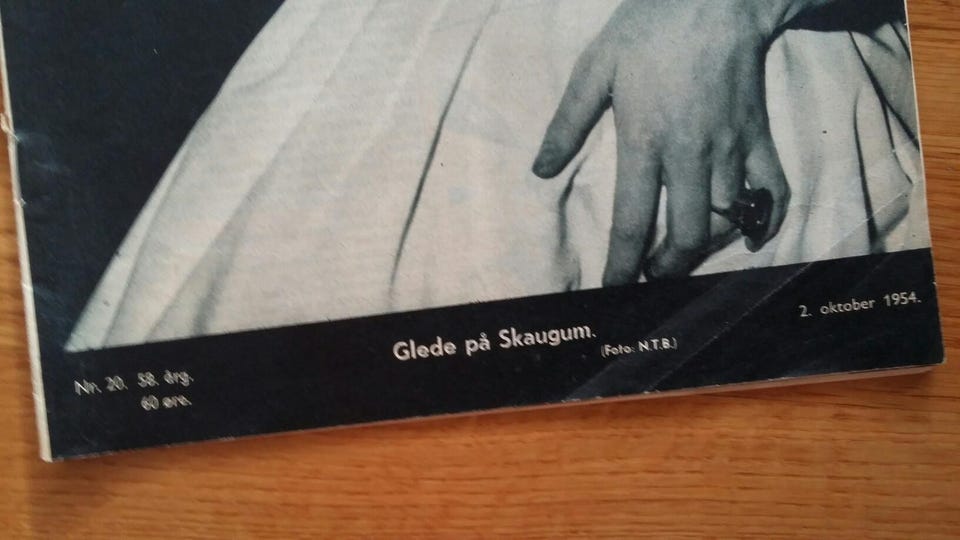 Glede på Skaugum.
(Foto: N.T.B.)
2. oktober 1954.
Nr. 20. 58. årg.
60 øre.